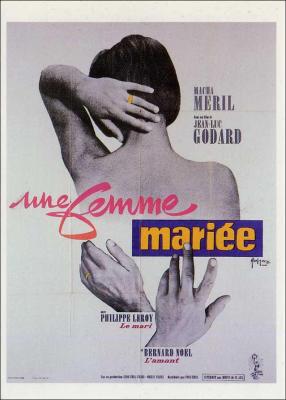 MACHA
MERIL
dans un film de
JEAN-LUC
GODARD
une femme
mariée
avec
PHILIPPE LEROY
Le mari
et
BERNARD NOEL
L'amant